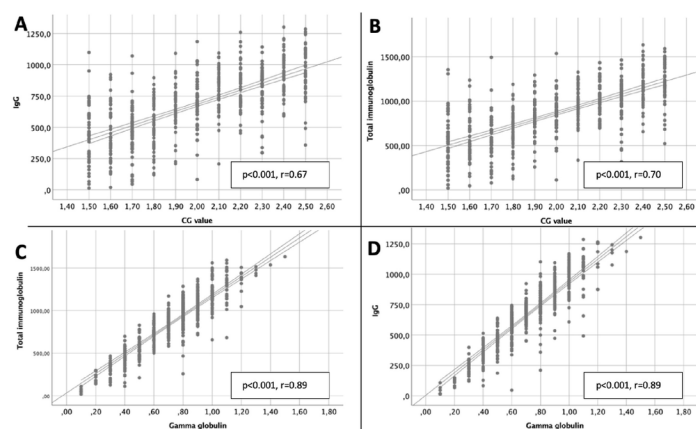 A
1250,0
1000,0
750,0
500,0
250,0
,0
IgG
p<0.001, r=0.67
1,40 1,50 1,60 1,70 1,80 1,90 2,00 2,10 2,20 2,30 2,40 2,50 2,60
CG value
B
1500,00
1000,00
500,00
,00
Total immunoglobulin
p<0.001, r=0.70
1,40 1,50 1,60 1,70 1,80 1,90 2,00 2,10 2,20 2,30 2,40 2,50 2,60
CG value
C
1500,00
1000,00
500,00
,00
Total immunoglobulin
p<0.001, r=0.89
,00 ,20 ,40 ,60 ,80 1,00 1,20 1,40 1,60 1,80
Gamma globulin
D
1250,0
1000,0
750,0
500,0
250,0
,0
IgG
p<0.001, r=0.89
,00 ,20 ,40 ,60 ,80 1,00 1,20 1,40 1,60 1,80
Gamma globulin